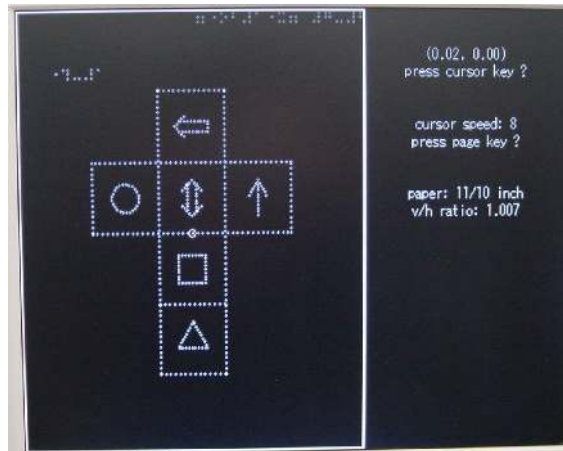 (0.02, 0.00)
press cursor key ?
cursor speed: 8
press page key ?
paper: 11/10 inch
v/h ratio: 1.007